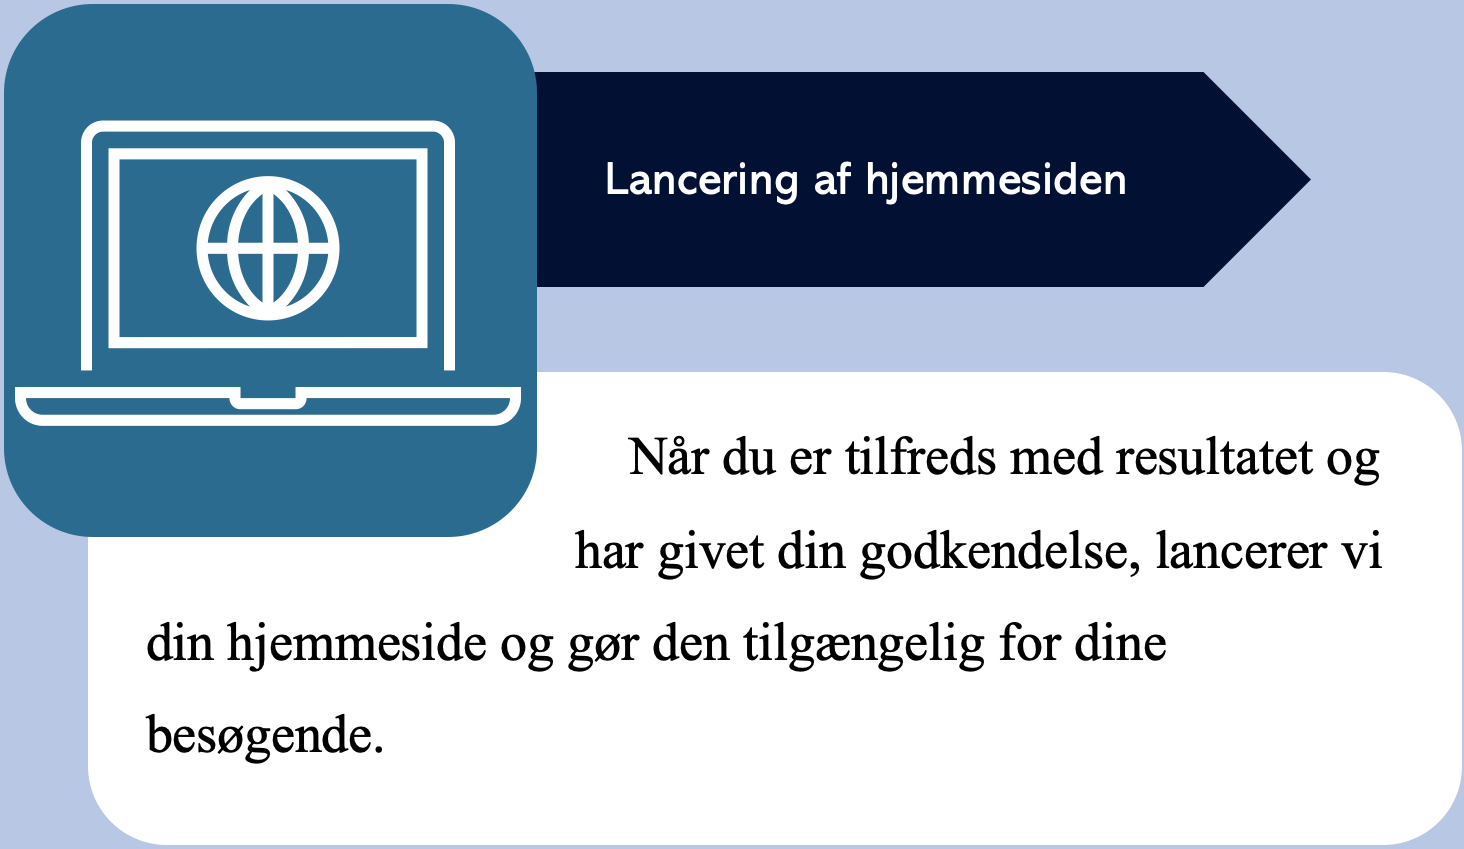 Lancering af hjemmesiden
Når du er tilfreds med resultatet og
har givet din godkendelse, lancerer vi
din hjemmeside og gør den tilgængelig for dine
besøgende.